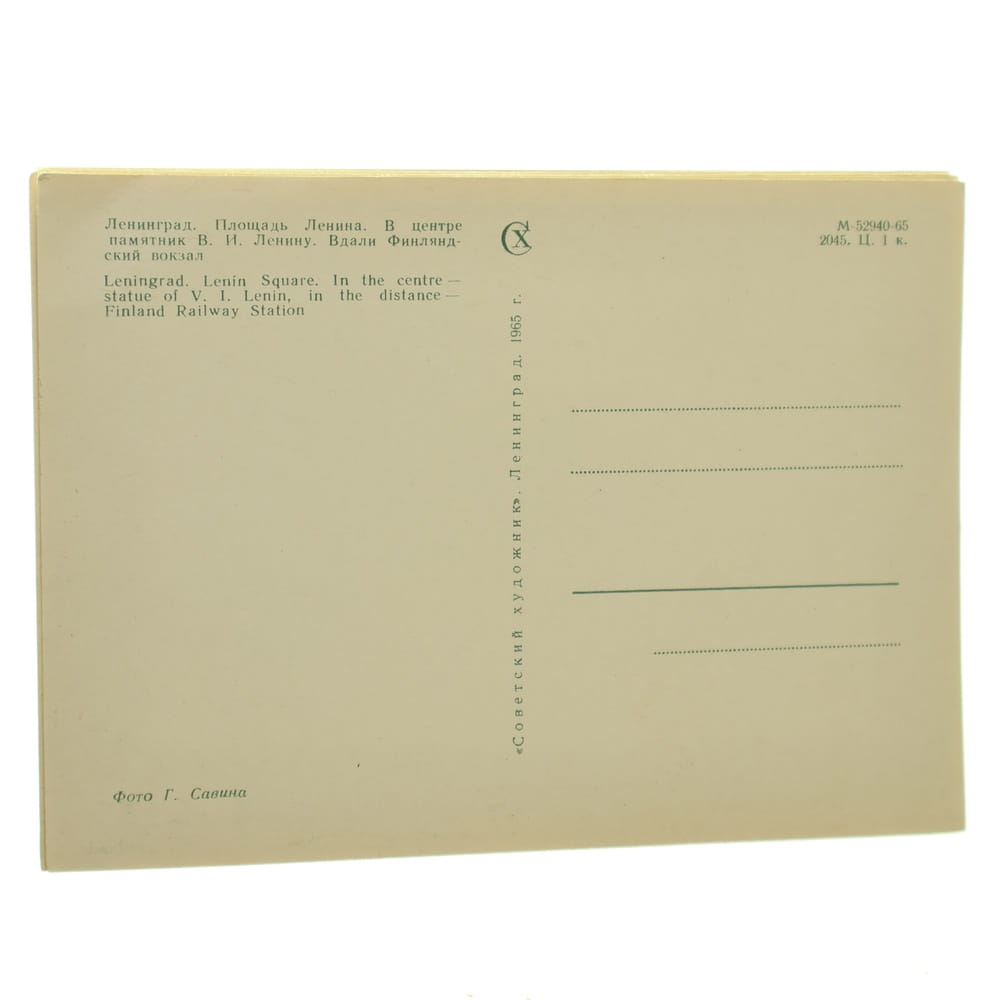 Ленинград. Площадь Ленина. В центре
памятник В. И. Ленину. Вдали Финлянд-
ский вокзал
Leningrad. Lenin Square. In the centre —
statue of V. I. Lenin, in the distance —
Finland Railway Station
СХ
М-52940-65
2045. Ц. 1 к.
«Советский художник». Ленинград. 1965 г.
Фото Г. Савина